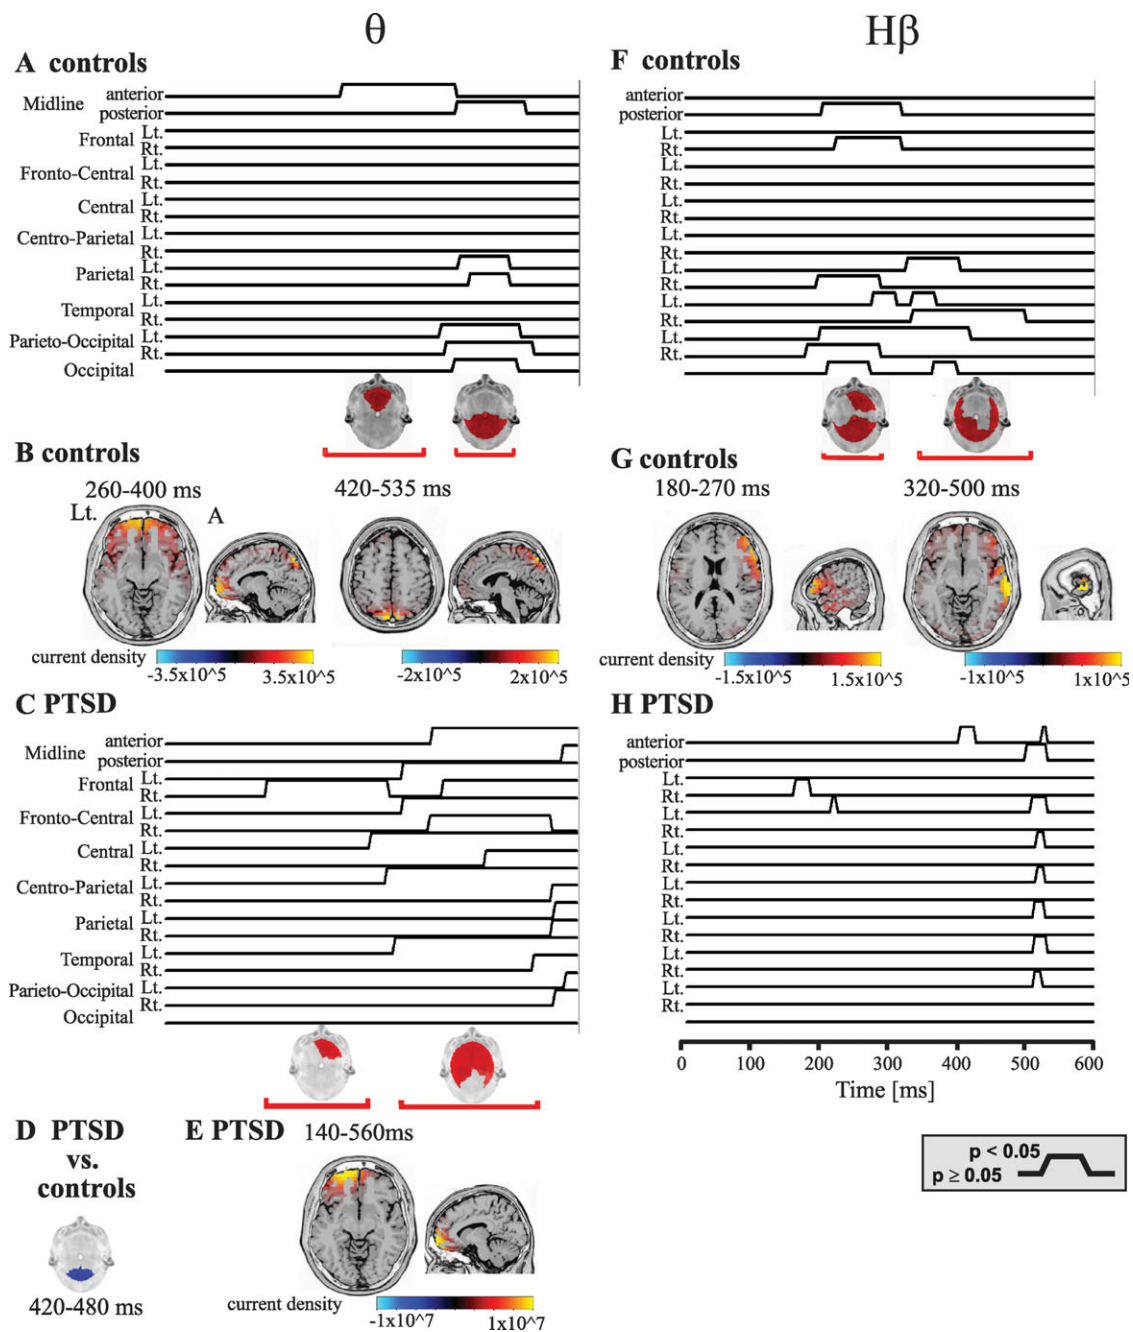 θ
Hβ
A controls
Midline
anterior
posterior
Frontal
Lt.
Rt.
Fronto-Central
Lt.
Rt.
Central
Lt.
Rt.
Centro-Parietal
Lt.
Rt.
Parietal
Lt.
Rt.
Temporal
Lt.
Rt.
Parieto-Occipital
Lt.
Rt.
Occipital
F controls
anterior
posterior
Lt.
Rt.
Lt.
Rt.
Lt.
Rt.
Lt.
Rt.
Lt.
Rt.
Lt.
Rt.
Lt.
Rt.
B controls
260-400 ms
420-535 ms
Lt.
A
current density
-3.5x10^5
3.5x10^5
-2x10^5
2x10^5
G controls
180-270 ms
320-500 ms
current density
-1.5x10^5
1.5x10^5
-1x10^5
1x10^5
C PTSD
Midline
anterior
posterior
Frontal
Lt.
Rt.
Fronto-Central
Lt.
Rt.
Central
Lt.
Rt.
Centro-Parietal
Lt.
Rt.
Parietal
Lt.
Rt.
Temporal
Lt.
Rt.
Parieto-Occipital
Lt.
Rt.
Occipital
H PTSD
anterior
posterior
Lt.
Rt.
Lt.
Rt.
Lt.
Rt.
Lt.
Rt.
Lt.
Rt.
Lt.
Rt.
Lt.
Rt.
0 100 200 300 400 500 600
Time [ms]
D PTSD
vs.
controls
420-480 ms
E PTSD
140-560ms
current density
-1x10^7
1x10^7
p < 0.05
p ≥ 0.05